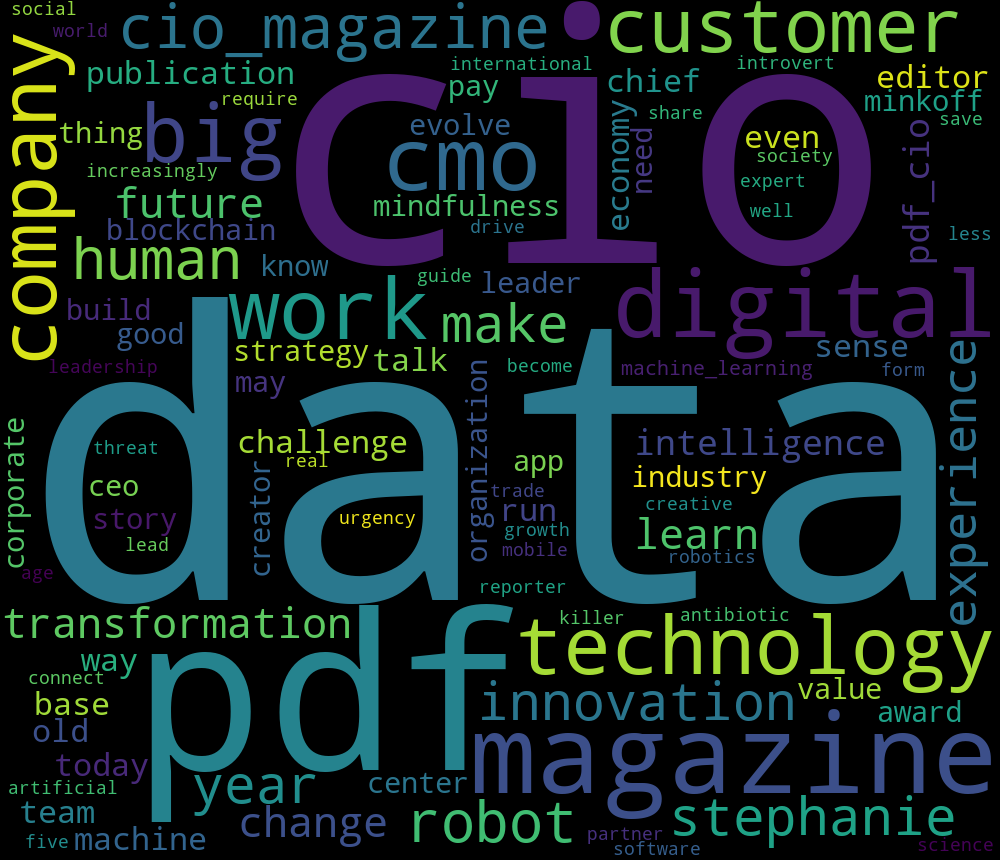 social
world
cio_magazine
cio
customer
company
publication
international
introvert
chief
editor
pay
require
minkoff
share
save
big
thing
evolve
economy
need
even
cmo
society
pdf_cio
increasingly
expert
future
mindfulness
well
blockchain
drive
less
human
know
guide
leader
digital
build
work
make
good
sense
strategy
talk
leadership
become
machine_learning
form
may
data
experience
corporate
challenge
organization
intelligence
threat
real
app
industry
ceo
creator
trade
creative
story
urgency
run
growth
learn
lead
mobile
robotics
age
reporter
transformation
pdf
killer
antibiotic
technology
way
connect
innovation
value
base
award
old
magazine
today
year
center
artificial
team
change
robot
stephanie
five
machine
partner
software
science